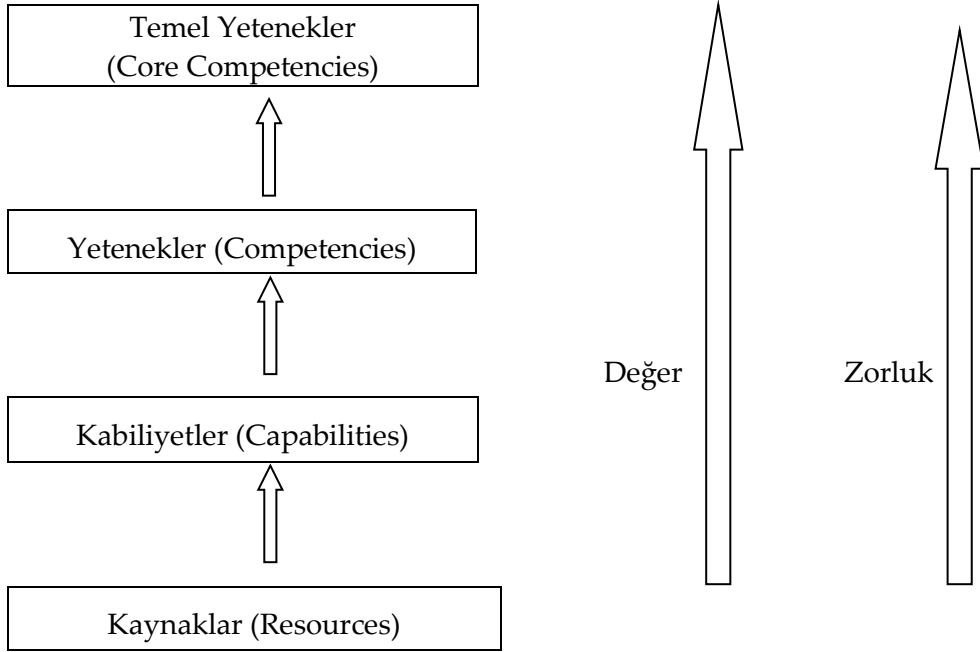 Temel Yetenekler
(Core Competencies)
Yetenekler (Competencies)
Değer
Zorluk
Kabiliyetler (Capabilities)
Kaynaklar (Resources)